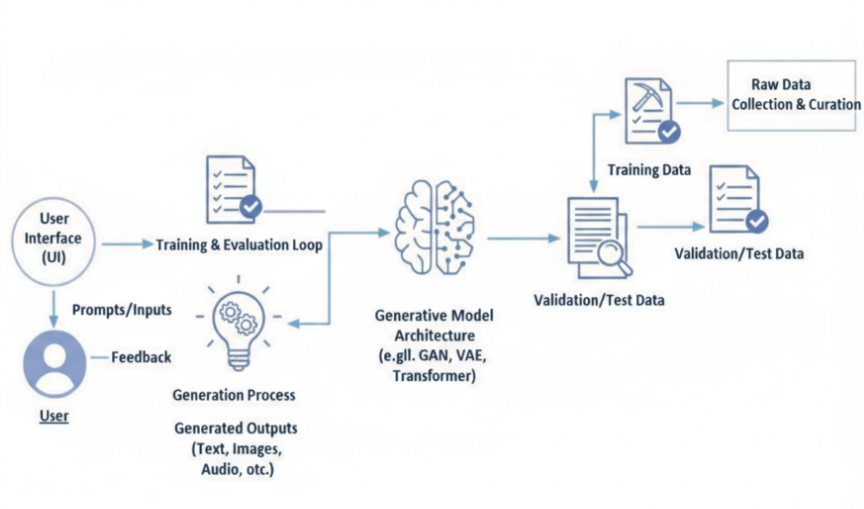 Raw Data
Collection & Curation
Training Data
User
Interface
(UI)
Training & Evaluation Loop
Validation/Test Data
Validation/Test Data
Prompts/Inputs
Generative Model
Architecture
(e.gll. GAN, VAE,
Transformer)
Feedback
User
Generation Process
Generated Outputs
(Text, Images,
Audio, otc.)